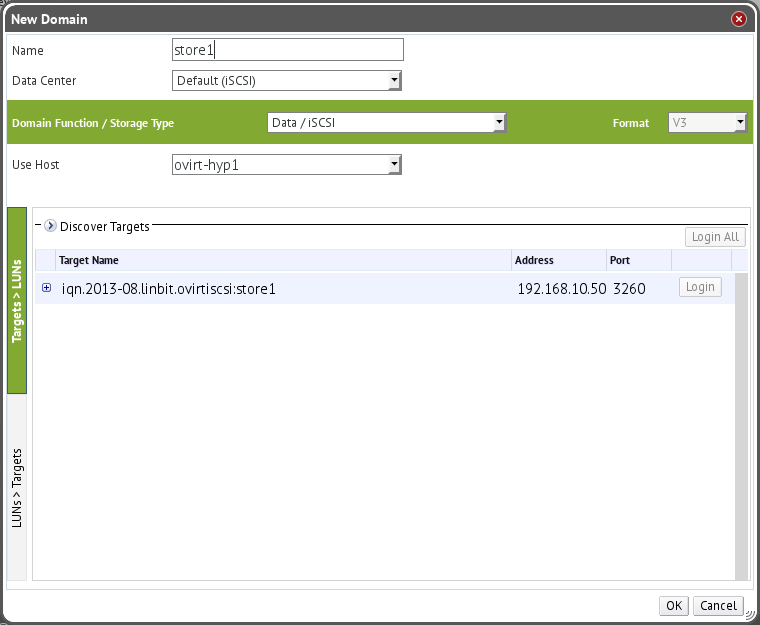 New Domain
Name store1
Data Center Default (iSCSI)
Domain Function / Storage Type Data / iSCSI Format V3
Use Host ovirt-hyp1
Targets > LUNs
LUNs > Targets
Discover Targets
Login All
Target Name Address Port
iqn.2013-08.linbit.ovirtiscsi:store1 192.168.10.50 3260 Login
OK Cancel